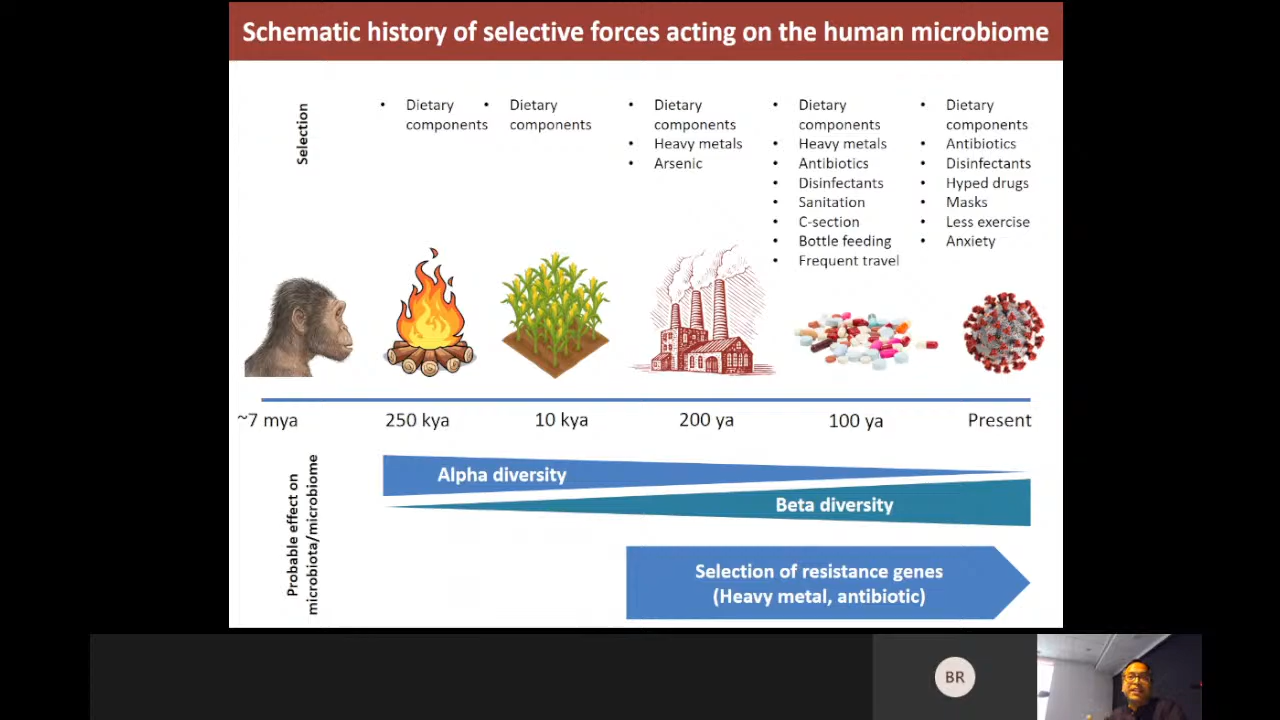 Schematic history of selective forces acting on the human microbiome
Selection
• Dietary
components
• Dietary
components
• Dietary
components
• Heavy metals
• Arsenic
• Dietary
components
• Heavy metals
• Antibiotics
• Disinfectants
• Sanitation
• C-section
• Bottle feeding
• Frequent travel
• Dietary
components
• Antibiotics
• Disinfectants
• Hyped drugs
• Masks
• Less exercise
• Anxiety
~7 mya
250 kya
10 kya
200 ya
100 ya
Present
Probable effect on
microbiota/microbiome
Alpha diversity
Beta diversity
Selection of resistance genes
(Heavy metal, antibiotic)
BR